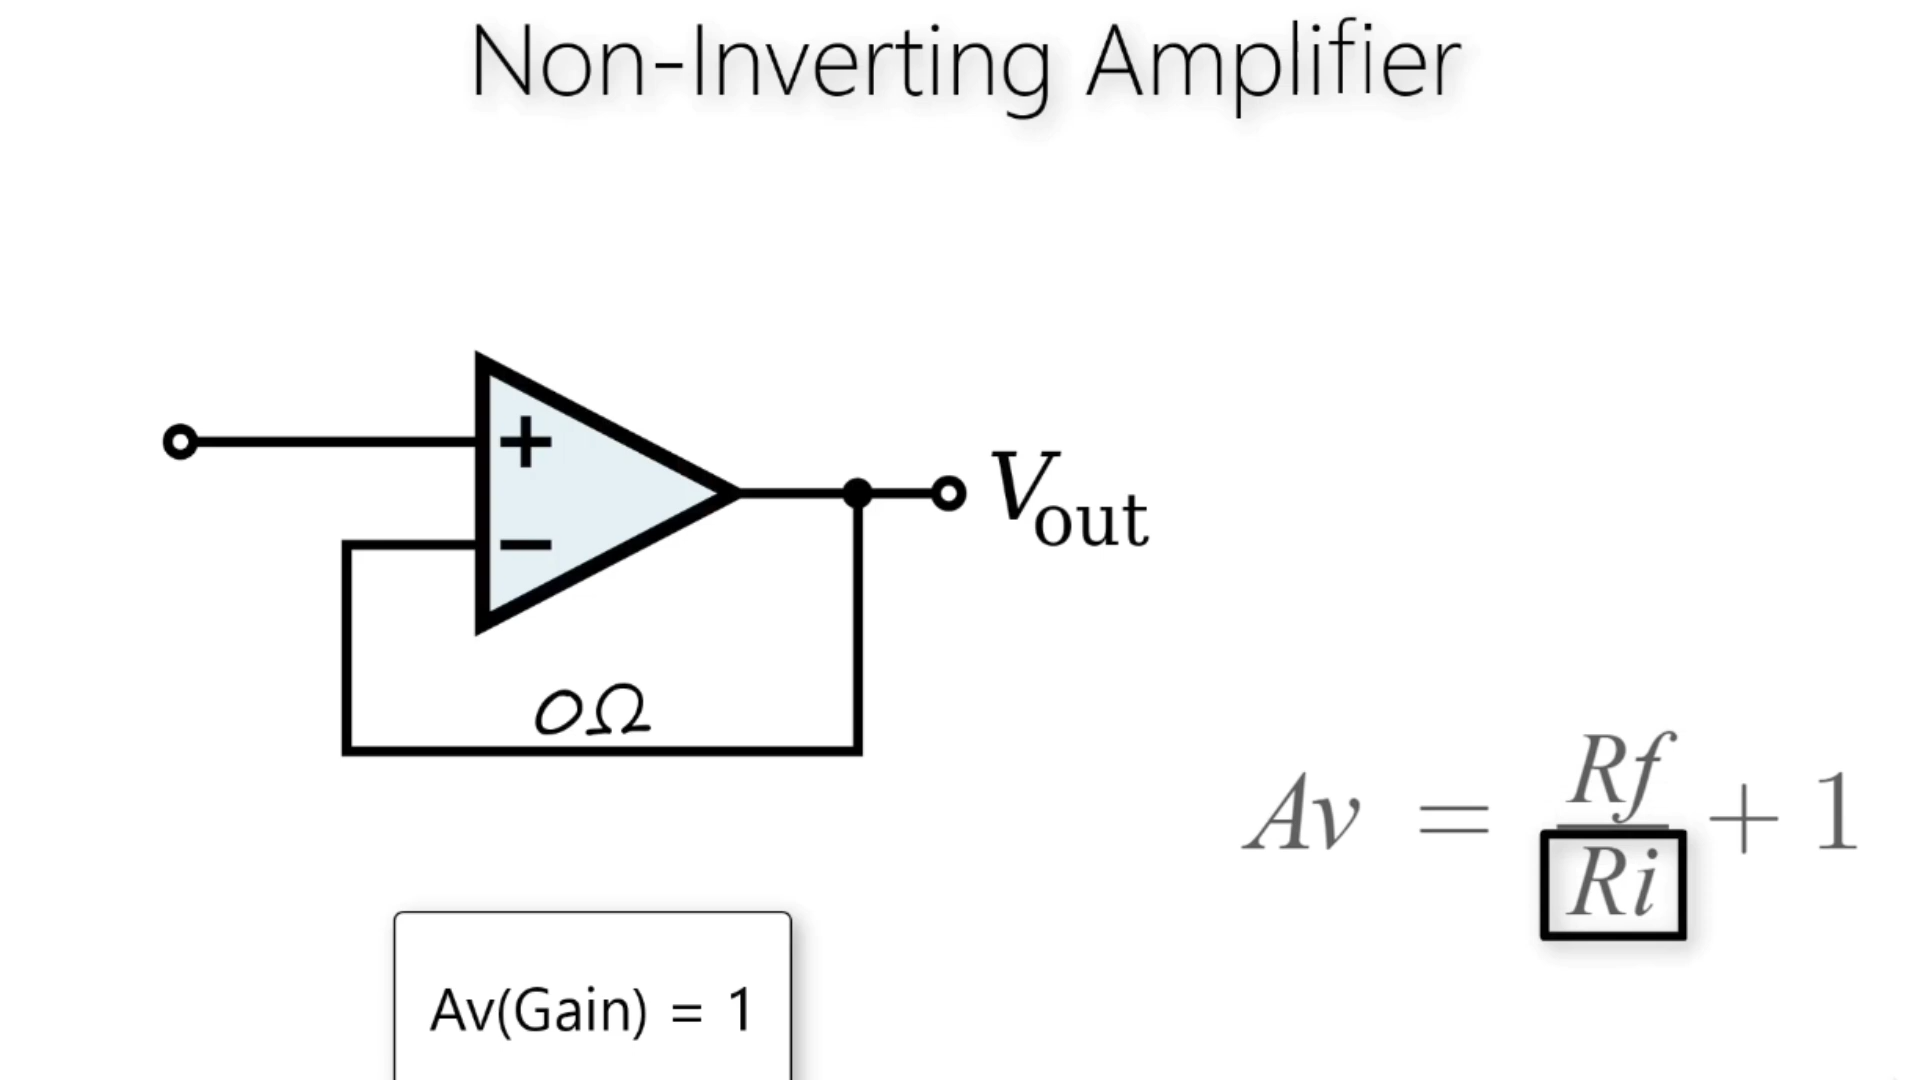 Non-Inverting Amplifier
+
−
Vout
0Ω
Av = Rf/Ri + 1
Av(Gain) = 1